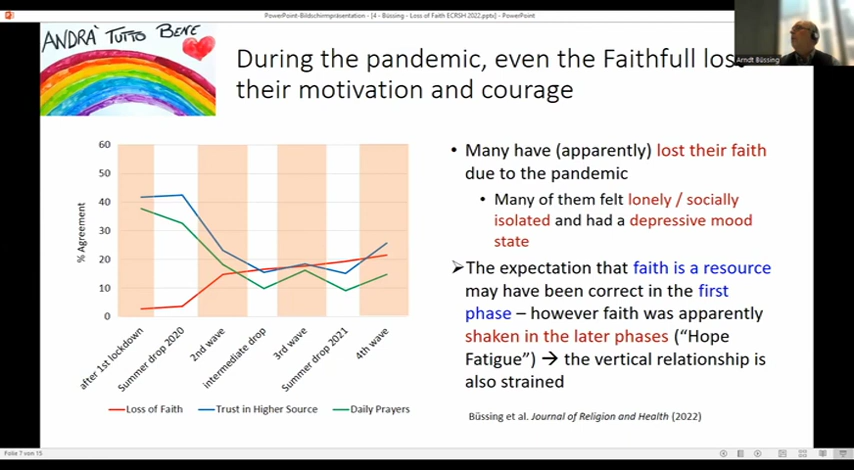 PowerPoint-Bildschirmpräsentation - [4 - Büssing - Loss of Faith ECRSH 2022.pptx] - PowerPoint
ANDRA' TUTTO BENE
During the pandemic, even the Faithfull lost
their motivation and courage
Arndt Büssing
60
50
40
30
20
10
0
% Agreement
after 1st lockdown
Summer drop 2020
2nd wave
intermediate drop
3rd wave
Summer drop 2021
4th wave
Loss of Faith
Trust in Higher Source
Daily Prayers
• Many have (apparently) lost their faith
due to the pandemic
• Many of them felt lonely / socially
isolated and had a depressive mood
state
➢The expectation that faith is a resource
may have been correct in the first
phase – however faith was apparently
shaken in the later phases (“Hope
Fatigue”) → the vertical relationship is
also strained
Büssing et al. Journal of Religion and Health (2022)
Folie 7 von 15